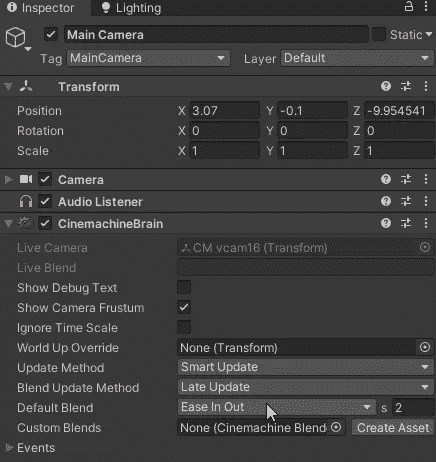 Inspector Lighting
Main Camera Static
Tag MainCamera Layer Default
Transform
Position X 3.07 Y -0.1 Z -9.954541
Rotation X 0 Y 0 Z 0
Scale X 1 Y 1 Z 1
Camera
Audio Listener
CinemachineBrain
Live Camera CM vcam16 (Transform)
Live Blend
Show Debug Text
Show Camera Frustum
Ignore Time Scale
World Up Override None (Transform)
Update Method Smart Update
Blend Update Method Late Update
Default Blend Ease In Out s 2
Custom Blends None (Cinemachine Blend Create Asset
Events